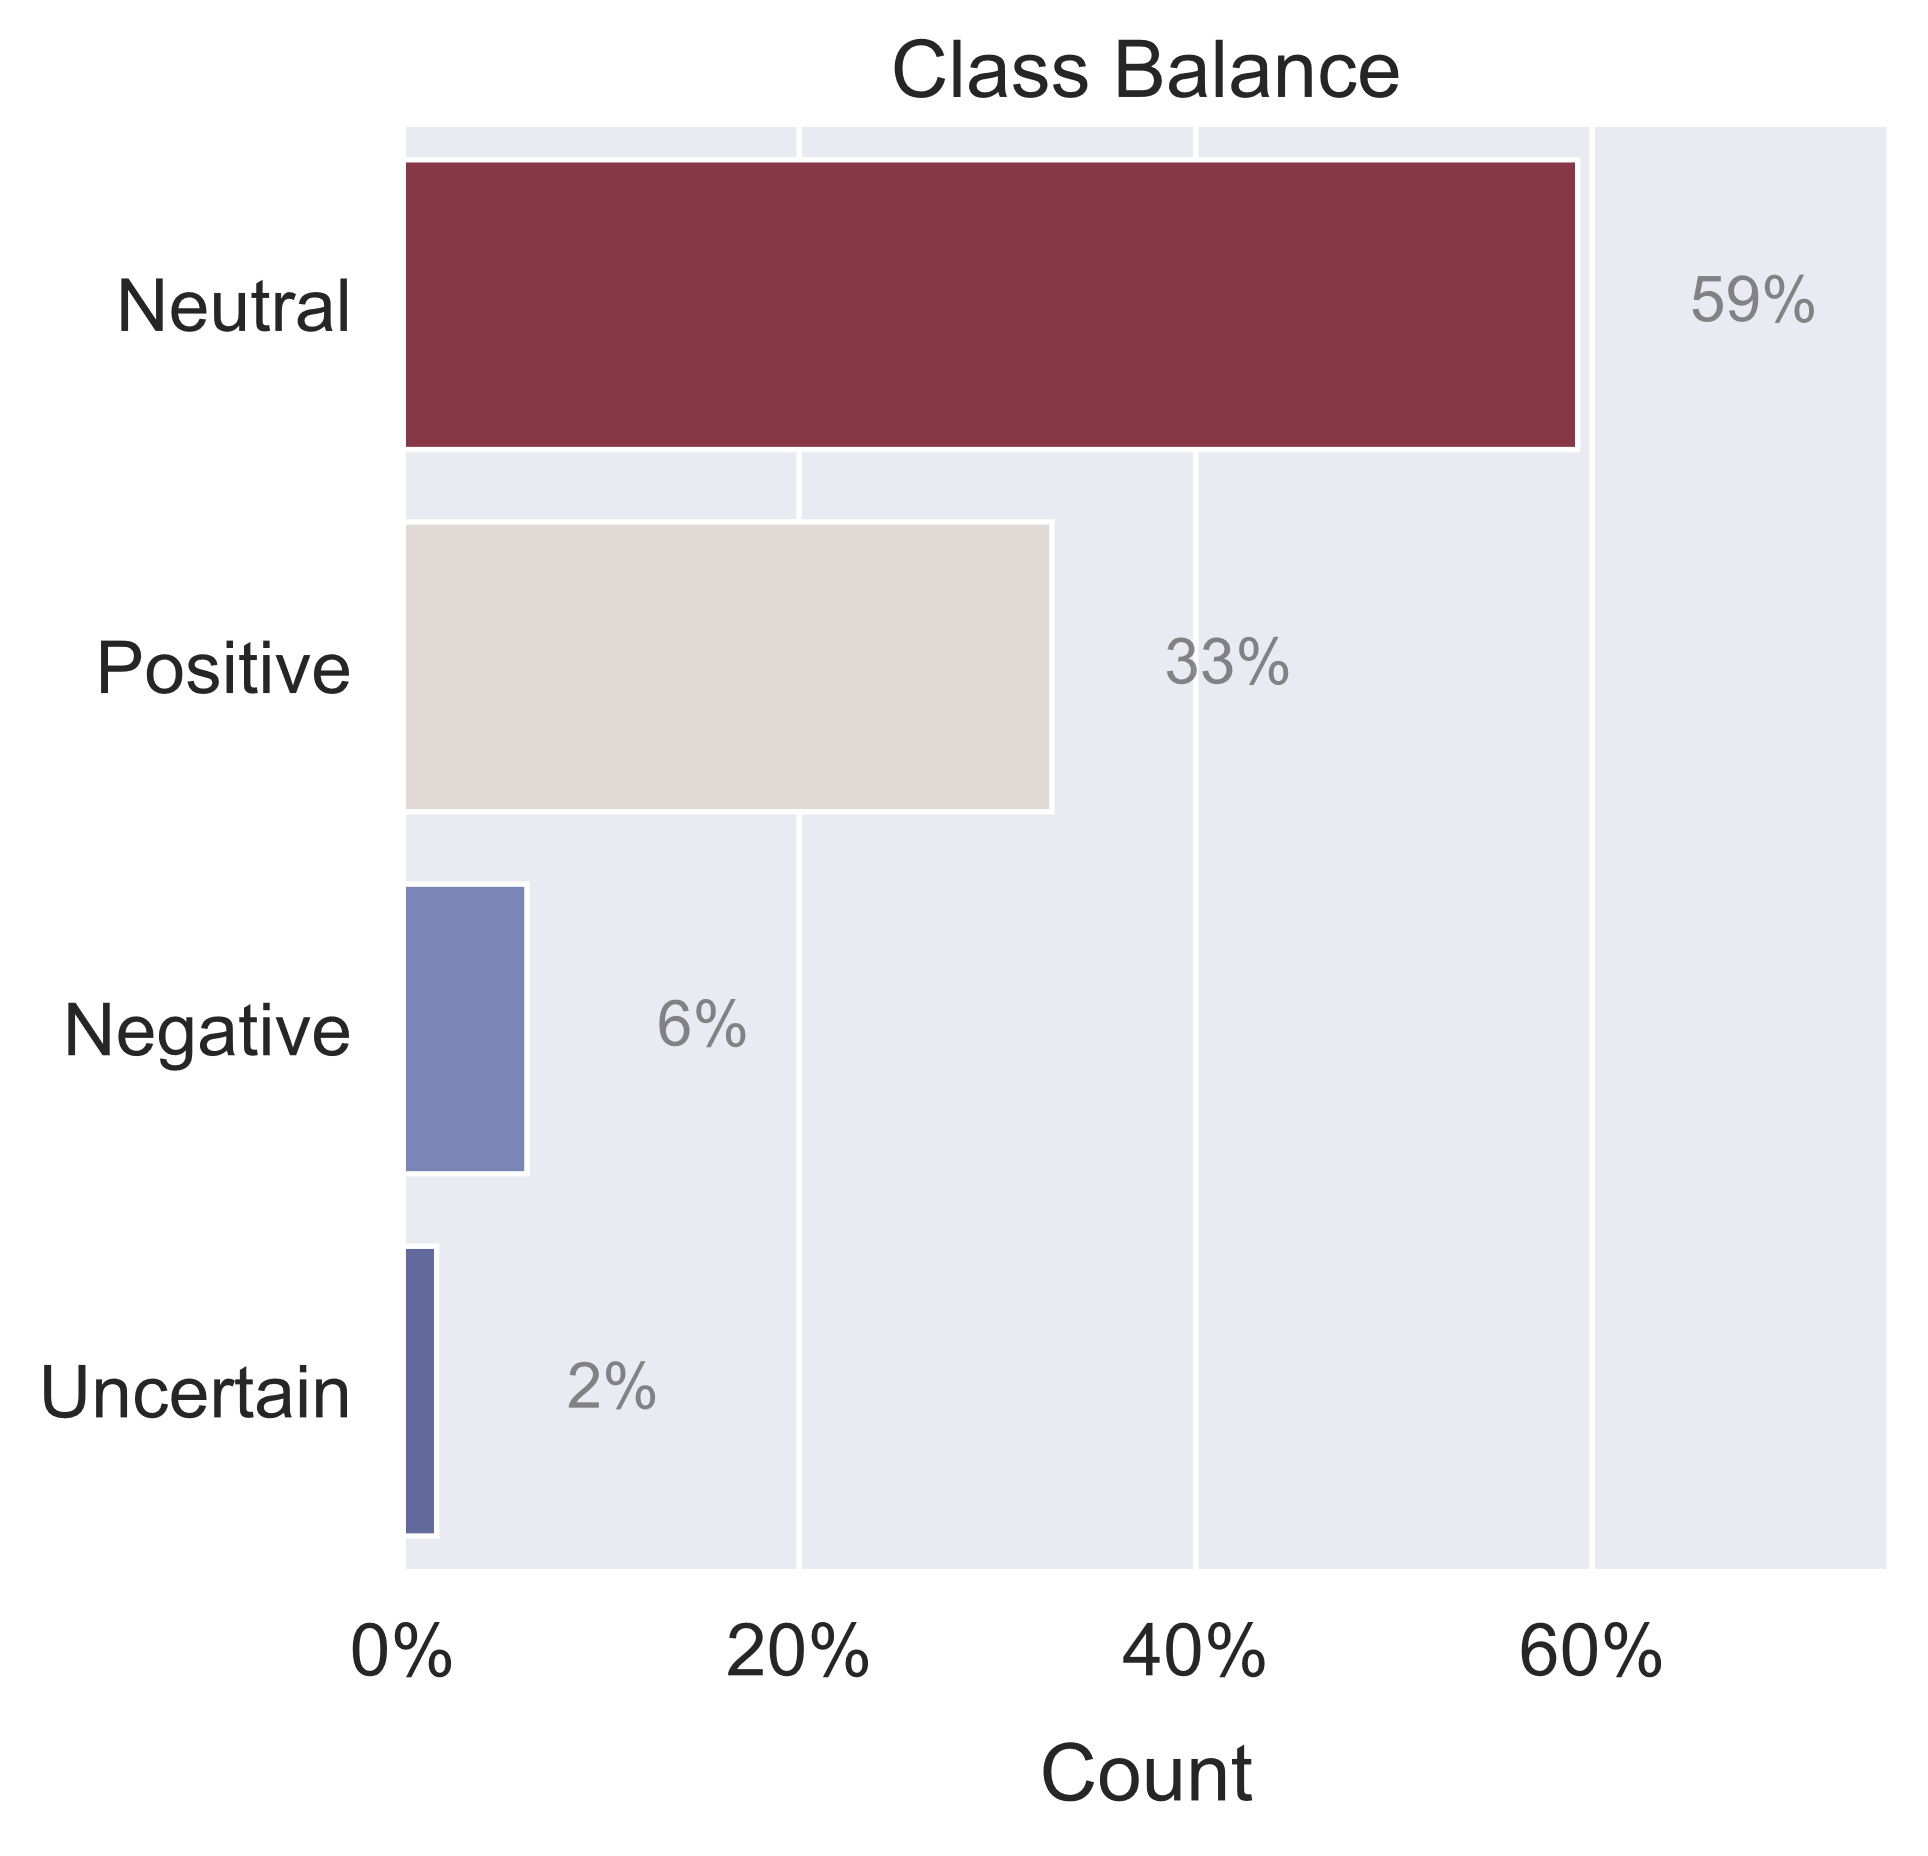 Class Balance
Neutral
59%
Positive
33%
Negative
6%
Uncertain
2%
0% 20% 40% 60%
Count